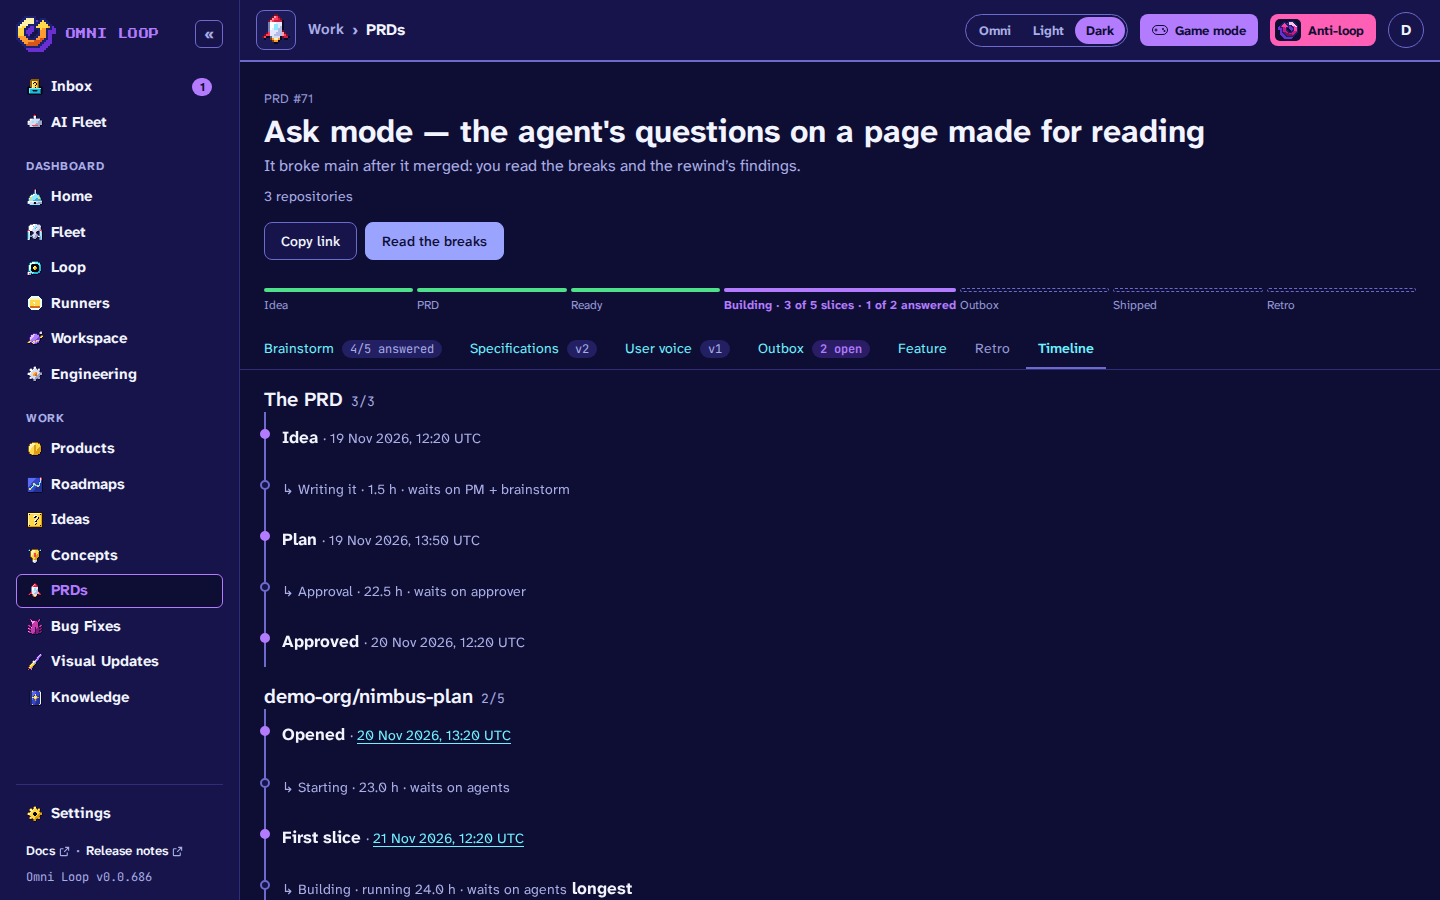 OMNI LOOP
«
Inbox
1
AI Fleet
DASHBOARD
Home
Fleet
Loop
Runners
Workspace
Engineering
WORK
Products
Roadmaps
Ideas
Concepts
PRDs
Bug Fixes
Visual Updates
Knowledge
Settings
Docs · Release notes
Omni Loop v0.0.686
Work › PRDs
Omni Light Dark
Game mode
Anti-loop
D
PRD #71
Ask mode — the agent's questions on a page made for reading
It broke main after it merged: you read the breaks and the rewind's findings.
3 repositories
Copy link
Read the breaks
Idea
PRD
Ready
Building · 3 of 5 slices · 1 of 2 answered
Outbox
Shipped
Retro
Brainstorm 4/5 answered
Specifications v2
User voice v1
Outbox 2 open
Feature
Retro
Timeline
The PRD 3/3
Idea · 19 Nov 2026, 12:20 UTC
↳ Writing it · 1.5 h · waits on PM + brainstorm
Plan · 19 Nov 2026, 13:50 UTC
↳ Approval · 22.5 h · waits on approver
Approved · 20 Nov 2026, 12:20 UTC
demo-org/nimbus-plan 2/5
Opened · 20 Nov 2026, 13:20 UTC
↳ Starting · 23.0 h · waits on agents
First slice · 21 Nov 2026, 12:20 UTC
↳ Building · running 24.0 h · waits on agents longest